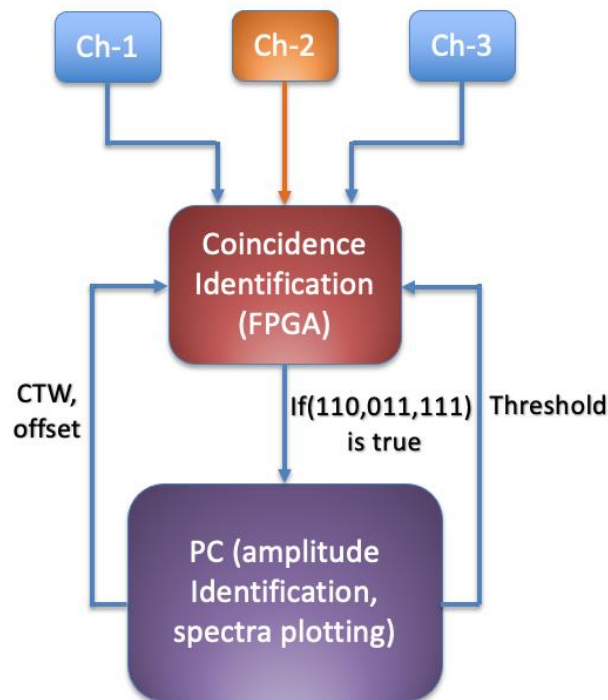 Ch-1
Ch-2
Ch-3
Coincidence
Identification
(FPGA)
CTW,
offset
If(110,011,111)
is true
Threshold
PC (amplitude
Identification,
spectra plotting)